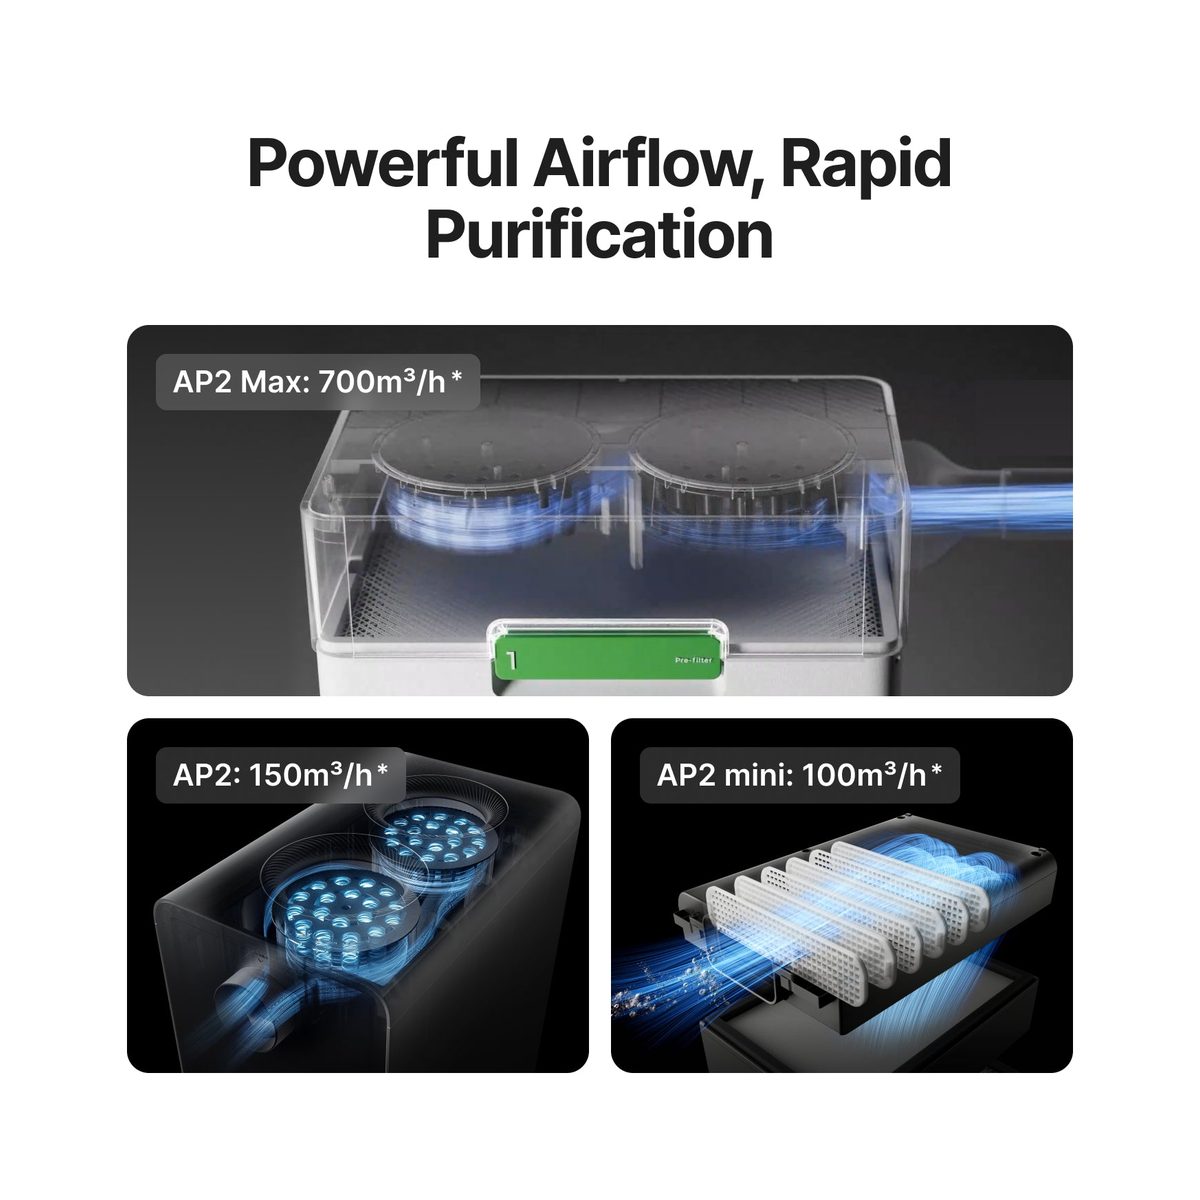 Powerful Airflow, Rapid
Purification
AP2 Max: 700m³/h*
1
Pre-filter
AP2: 150m³/h*
AP2 mini: 100m³/h*